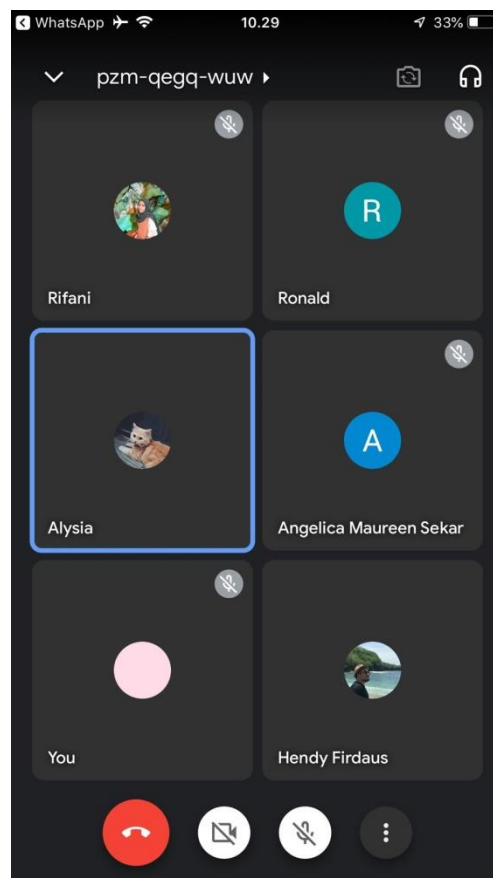 WhatsApp 10.29 33%
pzm-qegq-wuw
R
Rifani Ronald
A
Alysia Angelica Maureen Sekar
You Hendy Firdaus